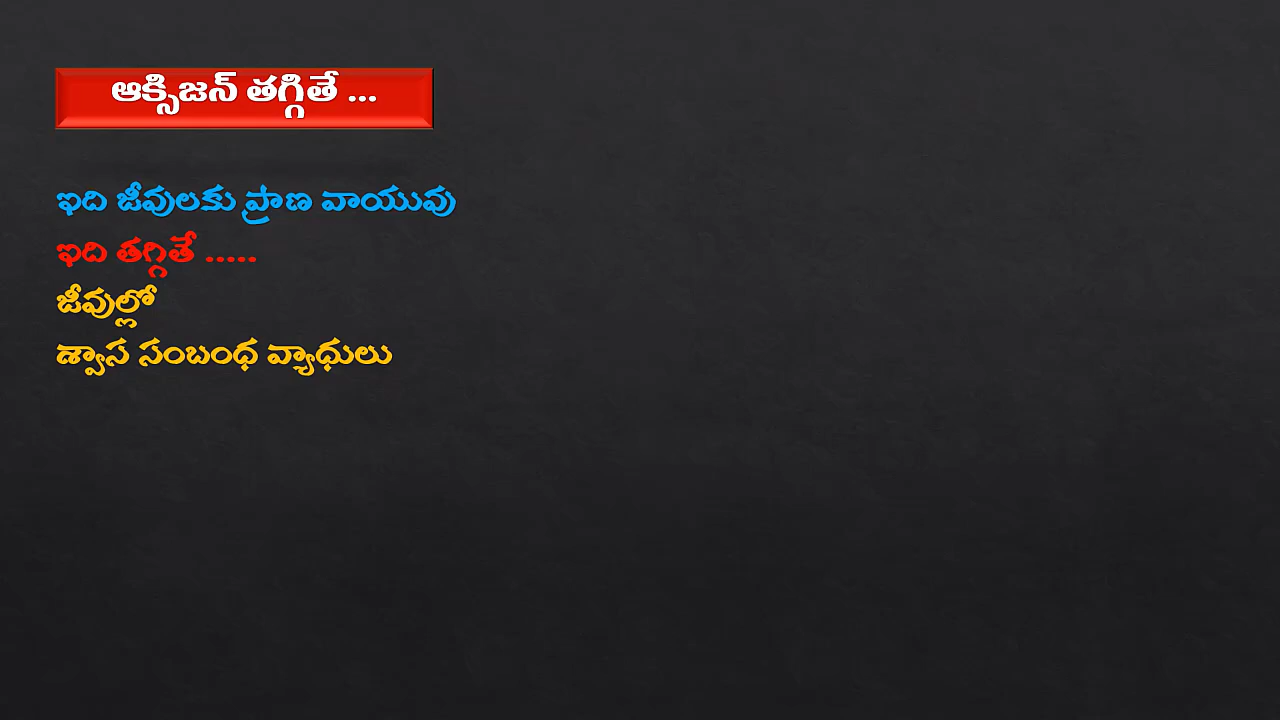 ఆక్సిజన్ తగ్గితే ...
ఇది జీవులకు ప్రాణ వాయువు
ఇది తగ్గితే .....
జీవుల్లో
శ్వాస సంబంధ వ్యాధులు